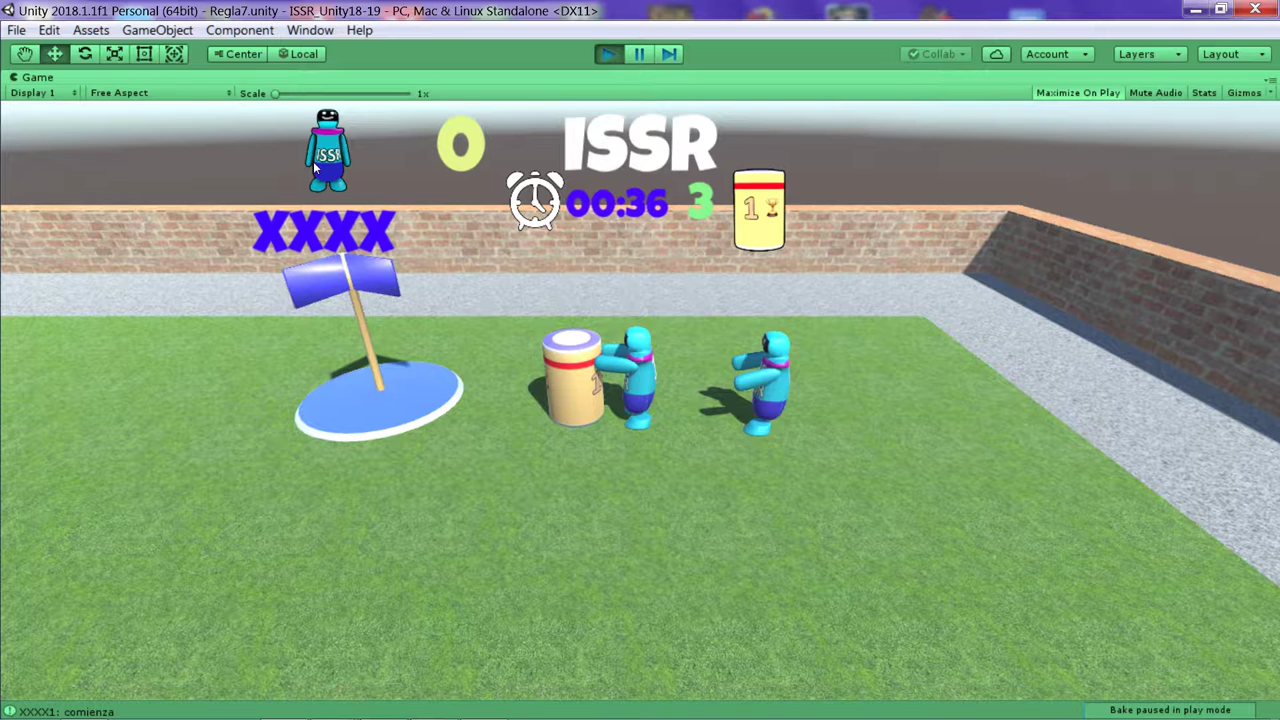 Unity 2018.1.1f1 Personal (64bit) - Regla7.unity - ISSR_Unity18-19 - PC, Mac & Linux Standalone <DX11>
File Edit Assets GameObject Component Window Help
Center Local Collab Account Layers Layout
Game
Display 1 Free Aspect Scale 1x Maximize On Play Mute Audio Stats Gizmos
0 ISSR
ISSR
00:36 3 1
XXXX
1
XXXX1: comienza Bake paused in play mode